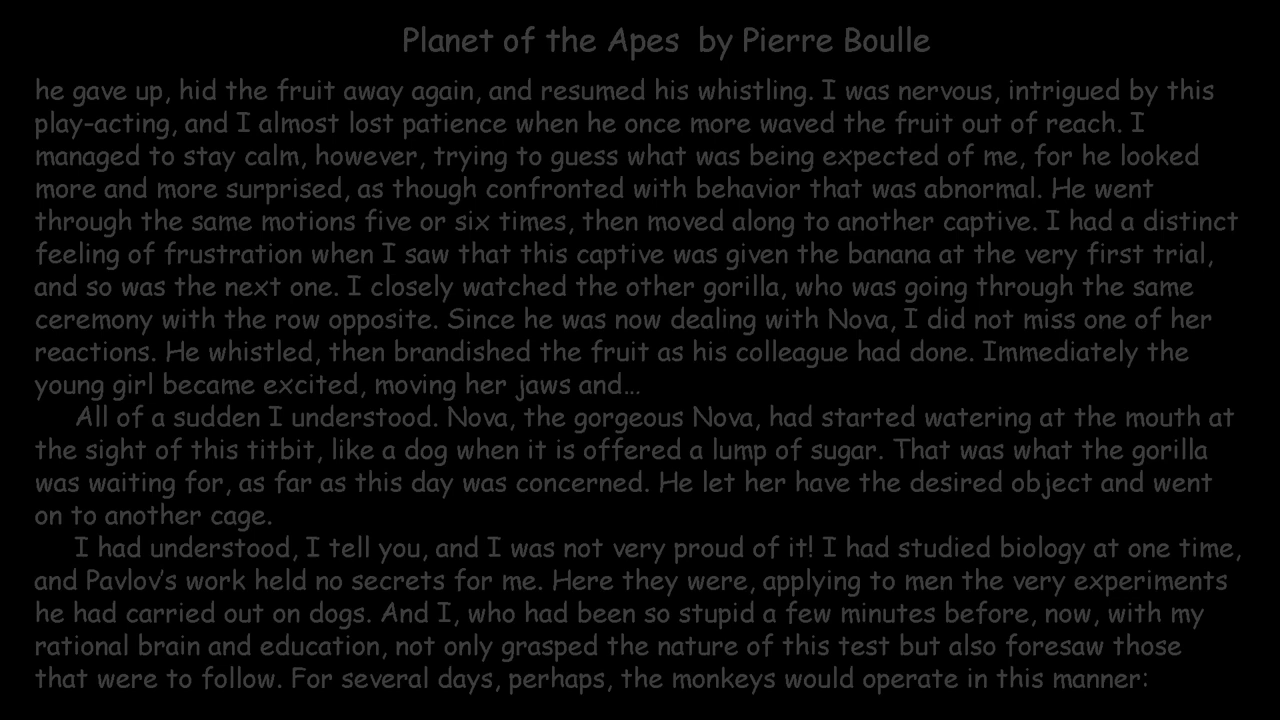 Planet of the Apes  by Pierre Boulle
he gave up, hid the fruit away again, and resumed his whistling. I was nervous, intrigued by this
play-acting, and I almost lost patience when he once more waved the fruit out of reach. I
managed to stay calm, however, trying to guess what was being expected of me, for he looked
more and more surprised, as though confronted with behavior that was abnormal. He went
through the same motions five or six times, then moved along to another captive. I had a distinct
feeling of frustration when I saw that this captive was given the banana at the very first trial,
and so was the next one. I closely watched the other gorilla, who was going through the same
ceremony with the row opposite. Since he was now dealing with Nova, I did not miss one of her
reactions. He whistled, then brandished the fruit as his colleague had done. Immediately the
young girl became excited, moving her jaws and…
All of a sudden I understood. Nova, the gorgeous Nova, had started watering at the mouth at
the sight of this titbit, like a dog when it is offered a lump of sugar. That was what the gorilla
was waiting for, as far as this day was concerned. He let her have the desired object and went
on to another cage.
I had understood, I tell you, and I was not very proud of it! I had studied biology at one time,
and Pavlov’s work held no secrets for me. Here they were, applying to men the very experiments
he had carried out on dogs. And I, who had been so stupid a few minutes before, now, with my
rational brain and education, not only grasped the nature of this test but also foresaw those
that were to follow. For several days, perhaps, the monkeys would operate in this manner: